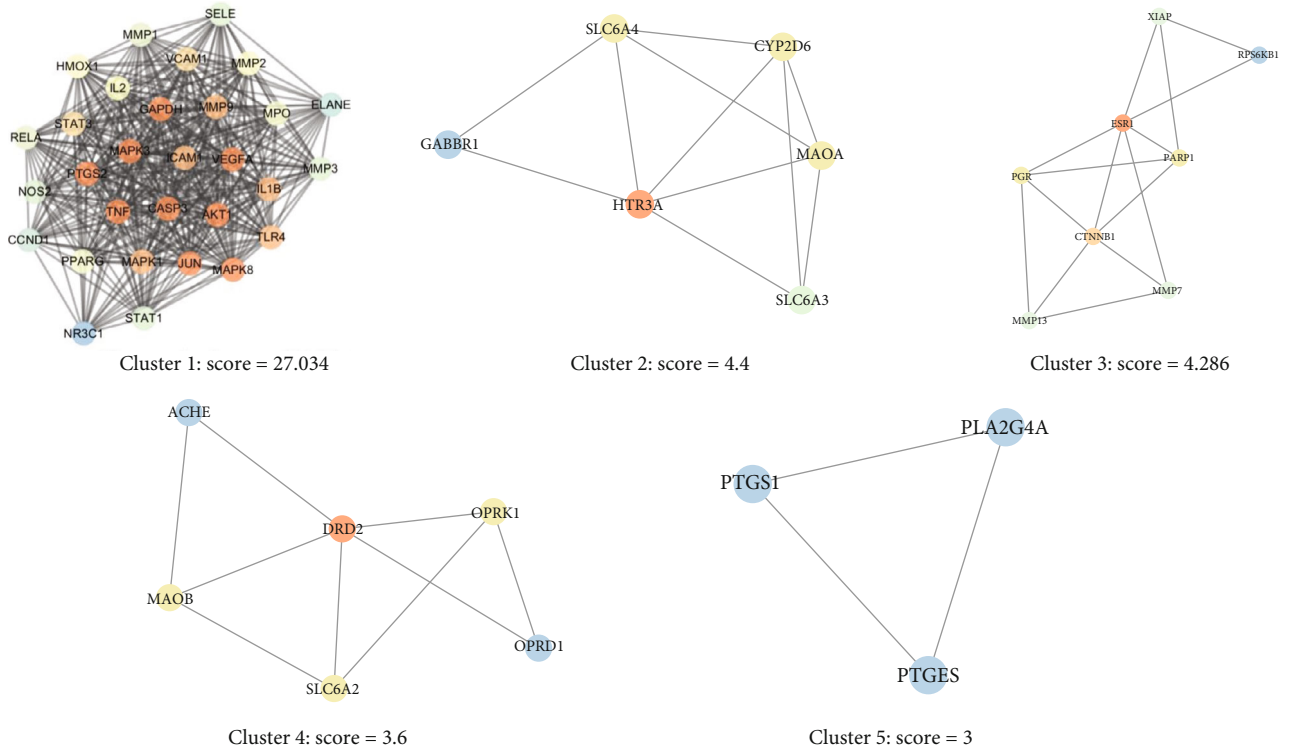 SELE
MMP1
VCAM1
HMOX1
MMP2
IL2
GAPDH
MMP9
MPO
ELANE
STAT3
RELA
MAPK3
ICAM1
VEGFA
MMP3
PTGS2
IL1B
NOS2
TNF
CASP3
AKT1
CCND1
TLR4
PPARG
MAPK1
JUN
MAPK8
STAT1
NR3C1
Cluster 1: score = 27.034
SLC6A4
CYP2D6
GABBR1
MAOA
HTR3A
SLC6A3
Cluster 2: score = 4.4
XIAP
RPS6KB1
ESR1
PARP1
PGR
CTNNB1
MMP7
MMP13
Cluster 3: score = 4.286
ACHE
OPRK1
DRD2
MAOB
OPRD1
SLC6A2
Cluster 4: score = 3.6
PLA2G4A
PTGS1
PTGES
Cluster 5: score = 3